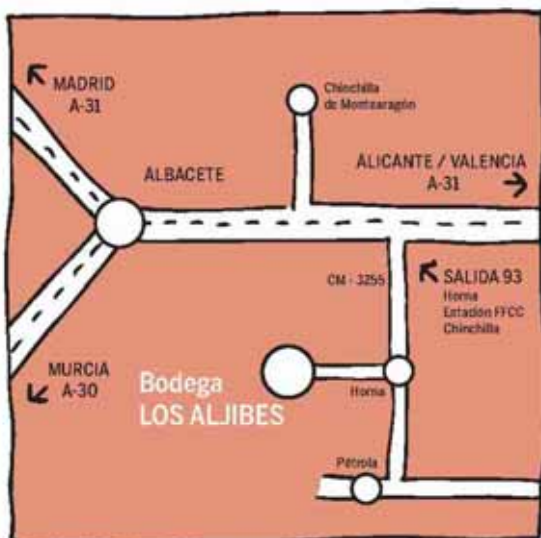 MADRID
A-31
Chinchilla
de Montearagón
ALBACETE
ALICANTE / VALENCIA
A-31
CM - 3255
SALIDA 93
Horna
Estación FFCC
Chinchilla
MURCIA
A-30
Bodega
LOS ALJIBES
Horna
Pétrola